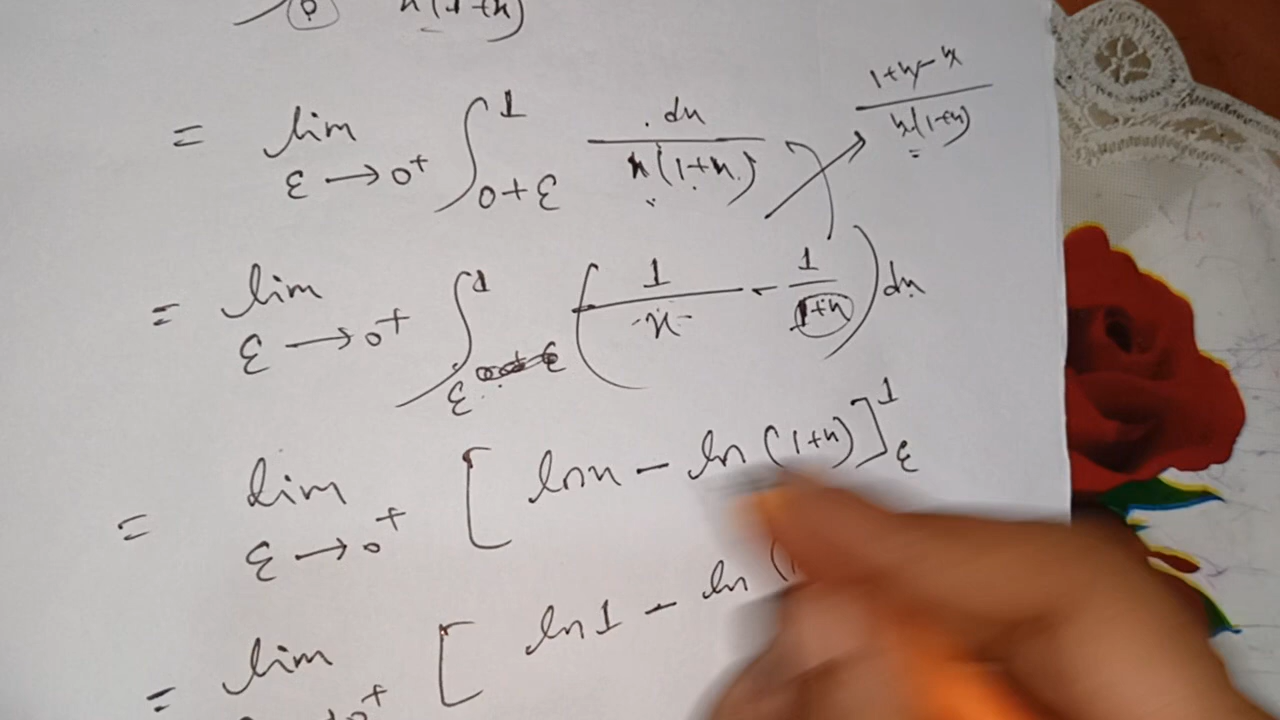 x(1+x)
= lim ε→0+ ∫_{0+ε}^{1} dx / x(1+x)
1+x-x / x(1+x)
= lim ε→0+ ∫_{ε}^{1} ( 1/x - 1/(1+x) ) dx
= lim ε→0+ [ ln x - ln (1+x) ]_{ε}^{1}
= lim [ ln 1 - ln (